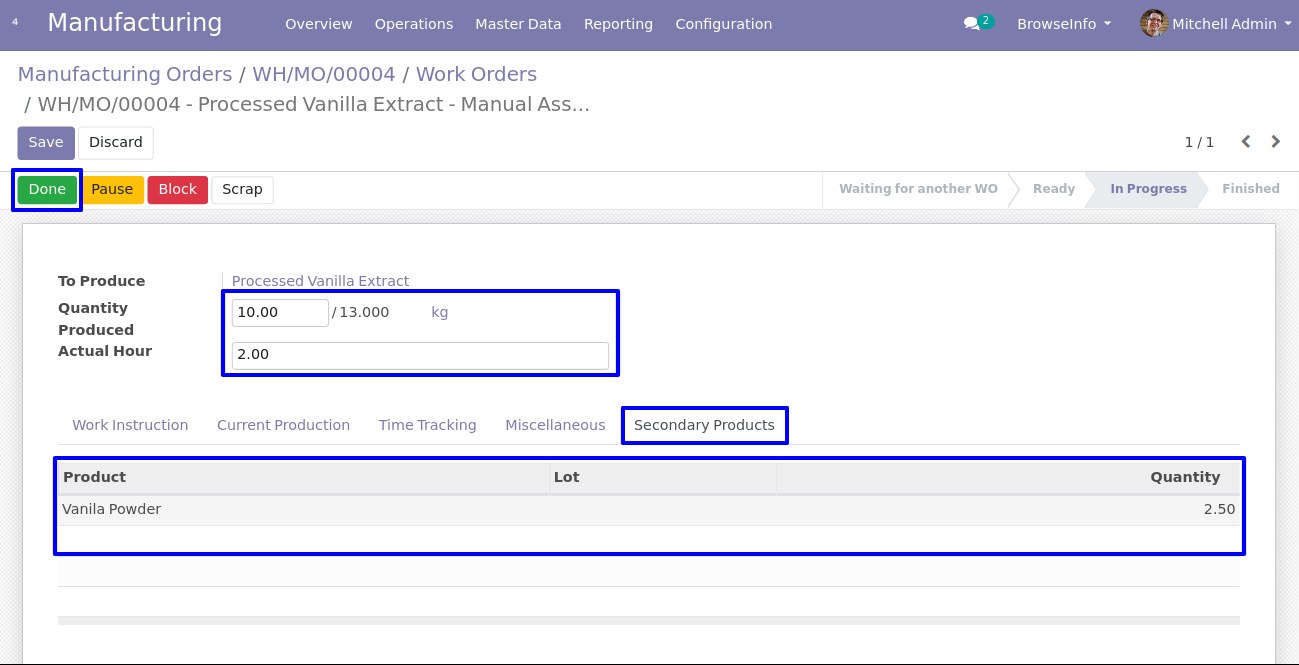 4 Manufacturing Overview Operations Master Data Reporting Configuration 2 BrowseInfo Mitchell Admin
Manufacturing Orders / WH/MO/00004 / Work Orders
/ WH/MO/00004 - Processed Vanilla Extract - Manual Ass...
Save Discard 1 / 1
Done Pause Block Scrap Waiting for another WO Ready In Progress Finished
To Produce Processed Vanilla Extract
Quantity Produced 10.00 / 13.000 kg
Actual Hour 2.00
Work Instruction Current Production Time Tracking Miscellaneous Secondary Products
Product Lot Quantity
Vanila Powder 2.50